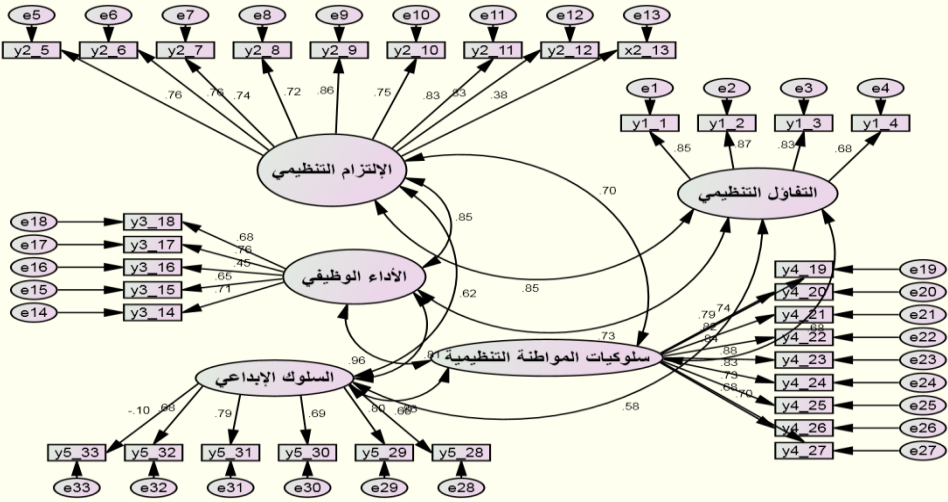 e5 e6 e7 e8 e9 e10 e11 e12 e13
y2_5 y2_6 y2_7 y2_8 y2_9 y2_10 y2_11 y2_12 x2_13
.76 .76 .74 .72 .86 .75 .83 .83 .38
e1 e2 e3 e4
y1_1 y1_2 y1_3 y1_4
.85 .87 .83 .68
الإلتزام التنظيمي
التفاؤل التنظيمي
.70
.85
e18 y3_18
e17 y3_17
e16 y3_16
e15 y3_15
e14 y3_14
.68
.76
.45
.65
.71
الأداء الوظيفي
.62
.85
.73
y4_19 e19
y4_20 e20
y4_21 e21
y4_22 e22
y4_23 e23
y4_24 e24
y4_25 e25
y4_26 e26
y4_27 e27
.74
.79
.82
.84
.68
.88
.83
.73
.68
.70
سلوكيات المواطنة التنظيمية
.96
.81
السلوك الإبداعي
.58
-.10 .68 .79 .69 .80
y5_33 y5_32 y5_31 y5_30 y5_29 y5_28
e33 e32 e31 e30 e29 e28